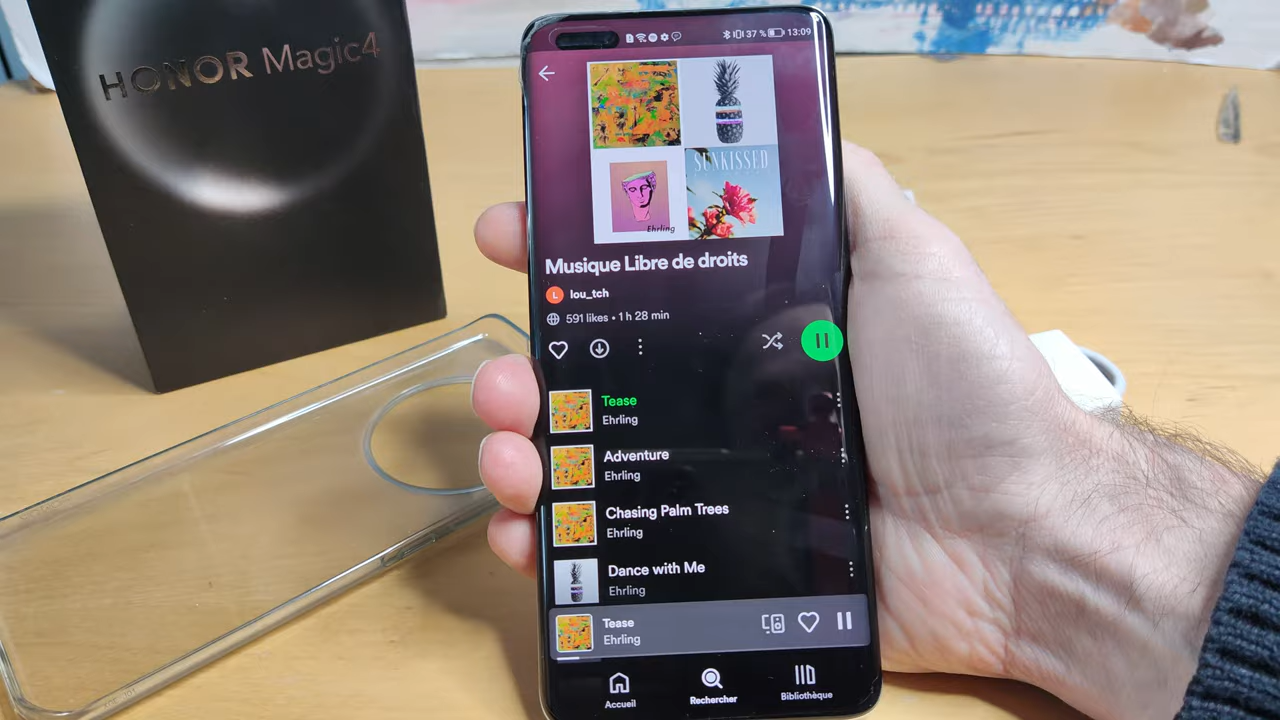 HONOR Magic4
37 %
13:09
SUNKISSED
Ehrling
Musique Libre de droits
L
lou_tch
591 likes • 1 h 28 min
Tease
Ehrling
Adventure
Ehrling
Chasing Palm Trees
Ehrling
Dance with Me
Ehrling
Tease
Ehrling
Accueil
Rechercher
Bibliothèque